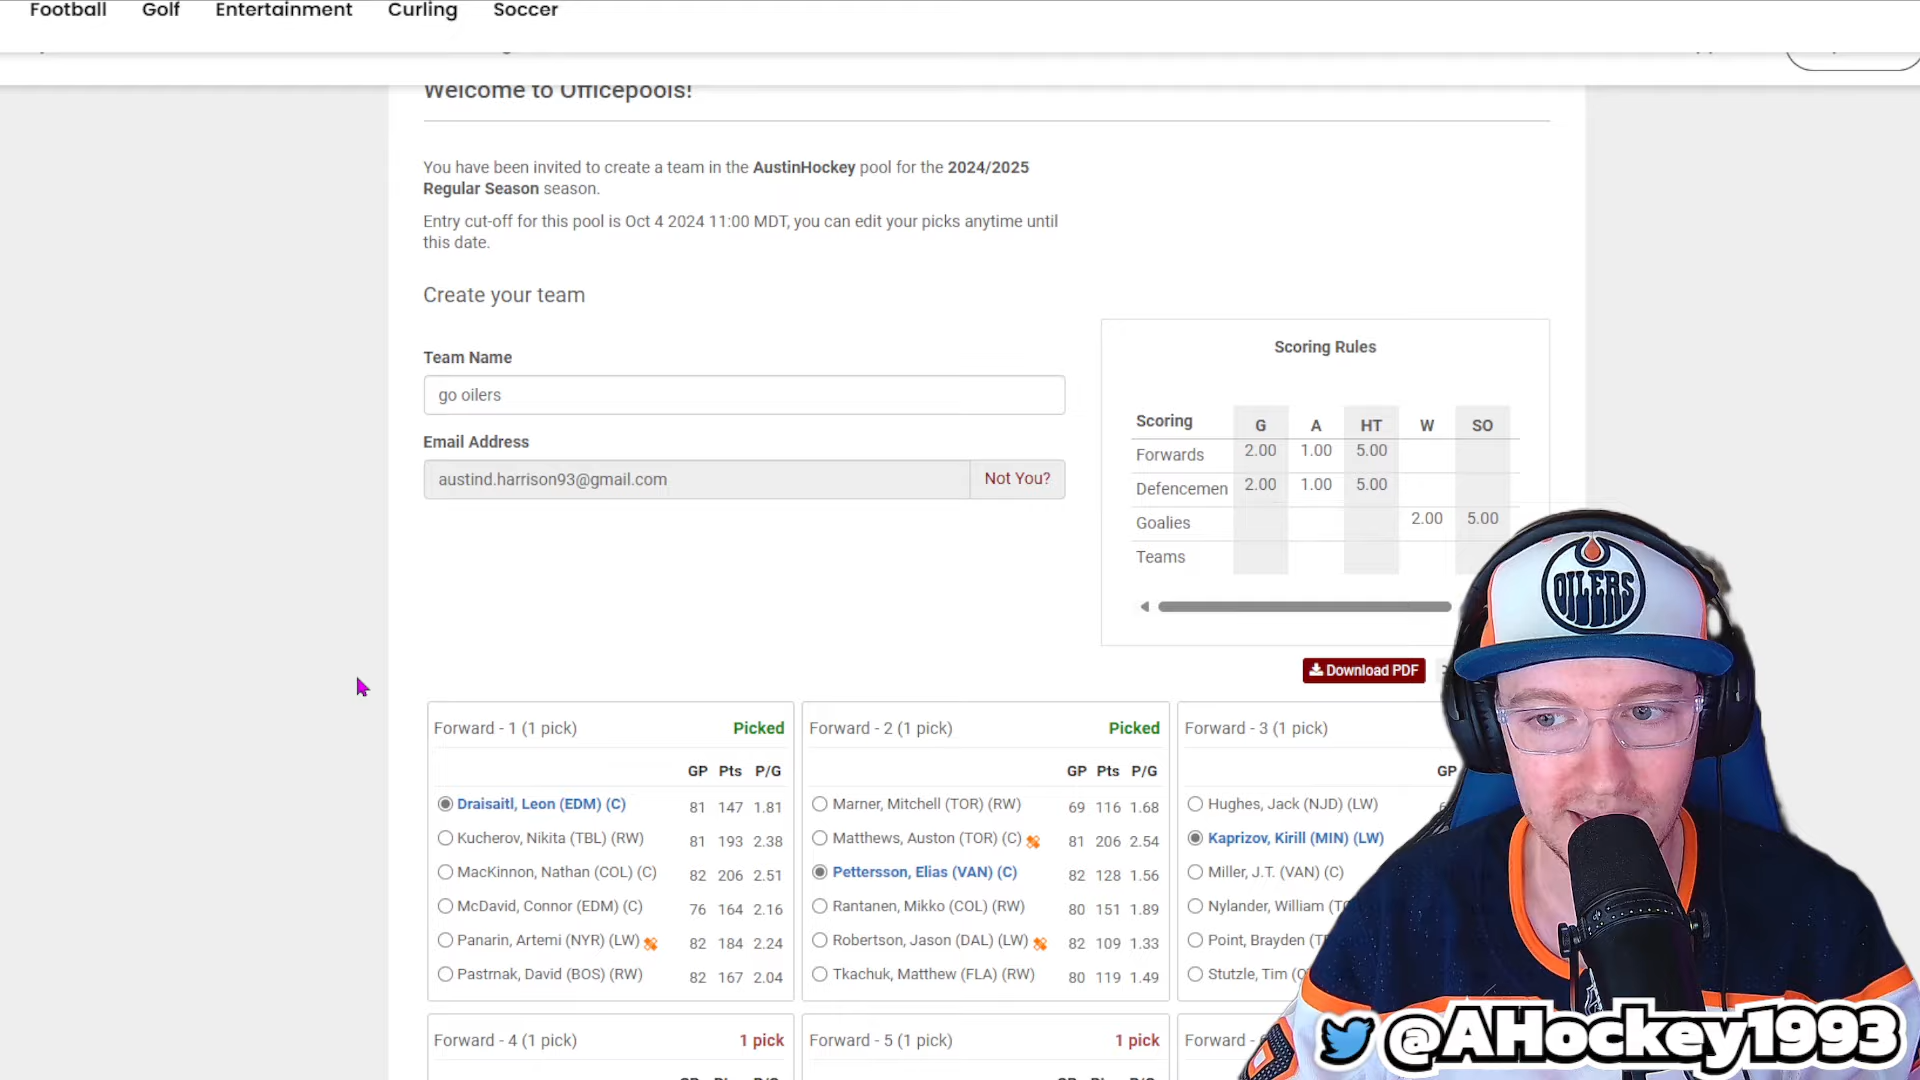 Football Golf Entertainment Curling Soccer
Welcome to Officepools!
You have been invited to create a team in the AustinHockey pool for the 2024/2025
Regular Season season.
Entry cut-off for this pool is Oct 4 2024 11:00 MDT, you can edit your picks anytime until
this date.
Create your team
Team Name
go oilers
Email Address
austind.harrison93@gmail.com Not You?
Scoring Rules
Scoring G A HT W SO
Forwards 2.00 1.00 5.00
Defencemen 2.00 1.00 5.00
Goalies 2.00 5.00
Teams
Download PDF
Forward - 1 (1 pick) Picked
GP Pts P/G
Draisaitl, Leon (EDM) (C) 81 147 1.81
Kucherov, Nikita (TBL) (RW) 81 193 2.38
MacKinnon, Nathan (COL) (C) 82 206 2.51
McDavid, Connor (EDM) (C) 76 164 2.16
Panarin, Artemi (NYR) (LW) 82 184 2.24
Pastrnak, David (BOS) (RW) 82 167 2.04
Forward - 2 (1 pick) Picked
GP Pts P/G
Marner, Mitchell (TOR) (RW) 69 116 1.68
Matthews, Auston (TOR) (C) 81 206 2.54
Pettersson, Elias (VAN) (C) 82 128 1.56
Rantanen, Mikko (COL) (RW) 80 151 1.89
Robertson, Jason (DAL) (LW) 82 109 1.33
Tkachuk, Matthew (FLA) (RW) 80 119 1.49
Forward - 3 (1 pick)
GP
Hughes, Jack (NJD) (LW)
Kaprizov, Kirill (MIN) (LW)
Miller, J.T. (VAN) (C)
Nylander, William
Point, Brayden
Stutzle, Tim
Forward - 4 (1 pick) 1 pick
Forward - 5 (1 pick) 1 pick
Forward
OILERS
@AHockey1993